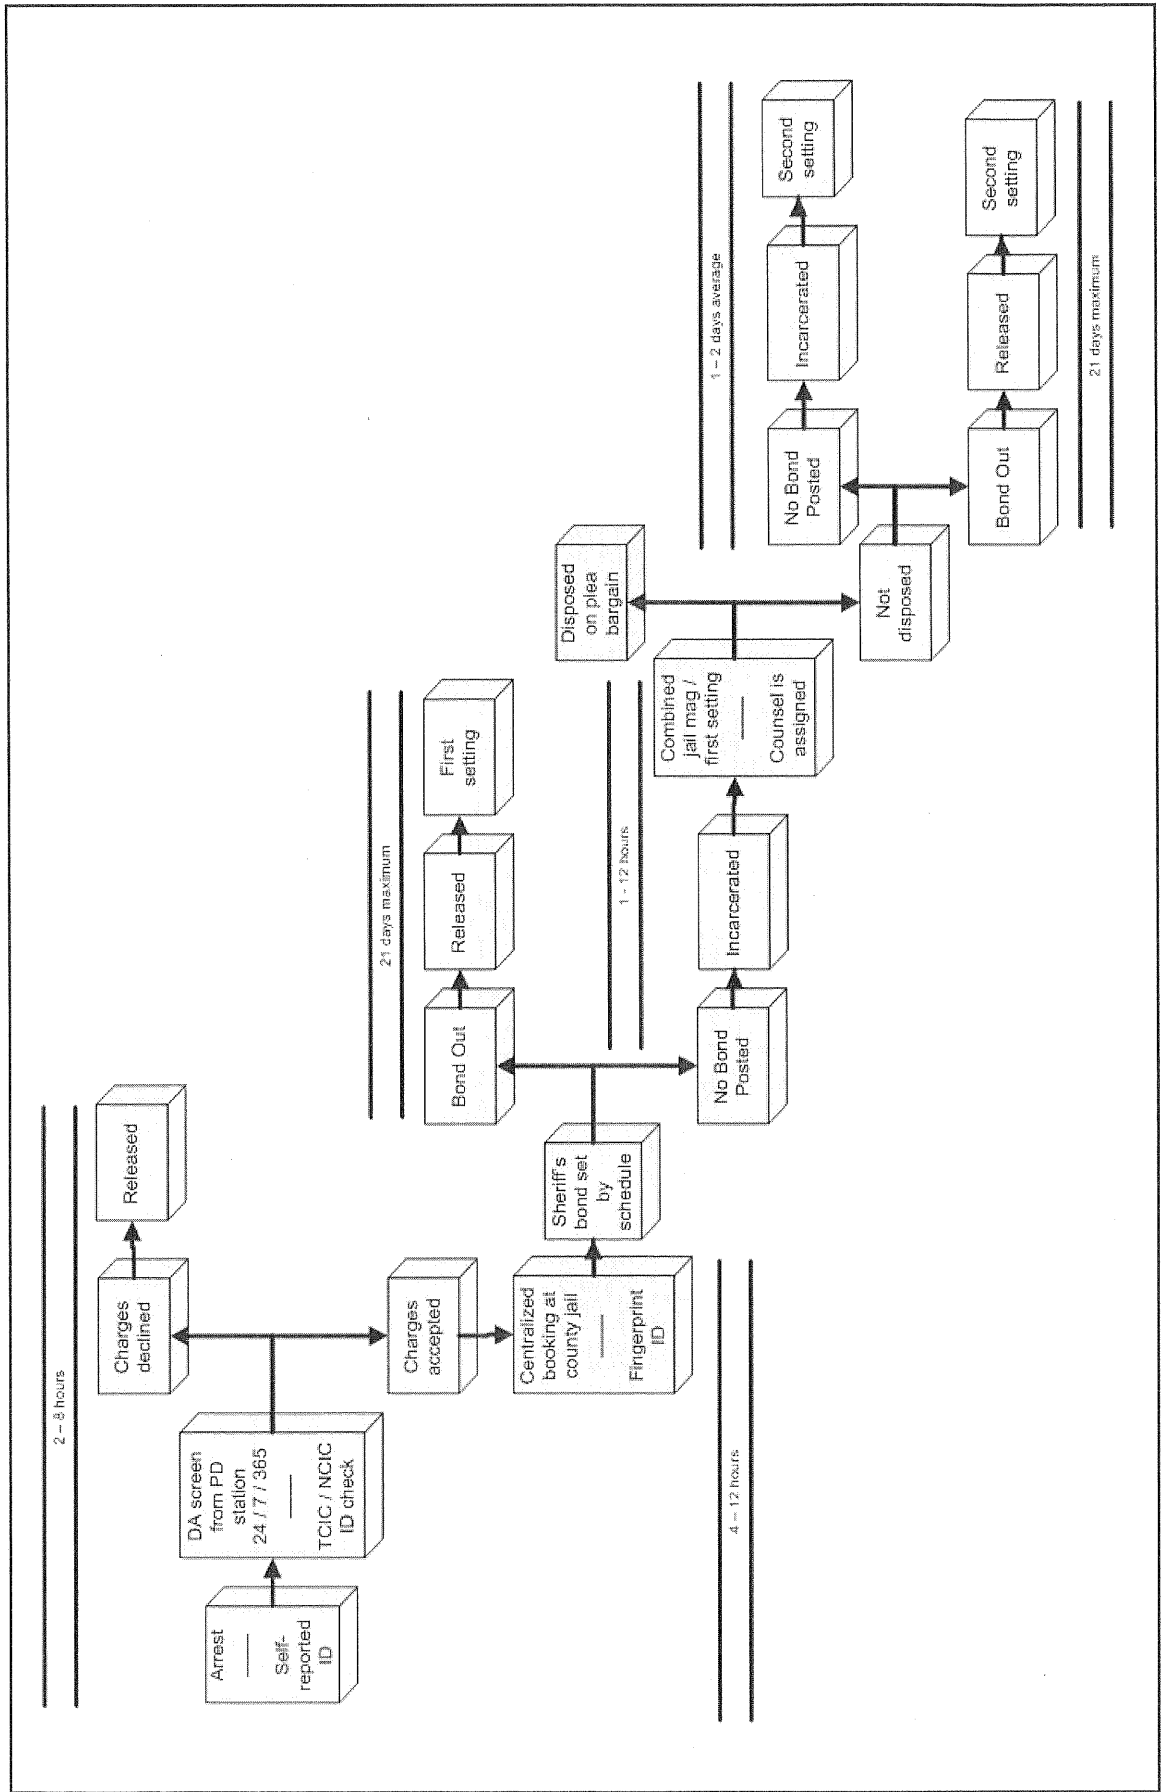 2 – 8 hours
Arrest
Self-
reported
ID
DA screen
from PD
station
24 / 7 / 365
TCIC / NCIC
ID check
Charges
declined
Released
Charges
accepted
Centralized
booking at
county jail
Fingerprint
ID
4 – 12 hours
Sheriff's
bond set
by
schedule
21 days maximum
Bond Out
Released
First
setting
1 - 12 hours
No Bond
Posted
Incarcerated
Combined
jail mag /
first setting
Counsel is
assigned
Disposed
on plea
bargain
Not
disposed
1 – 2 days average
No Bond
Posted
Incarcerated
Second
setting
Bond Out
Released
Second
setting
21 days maximum